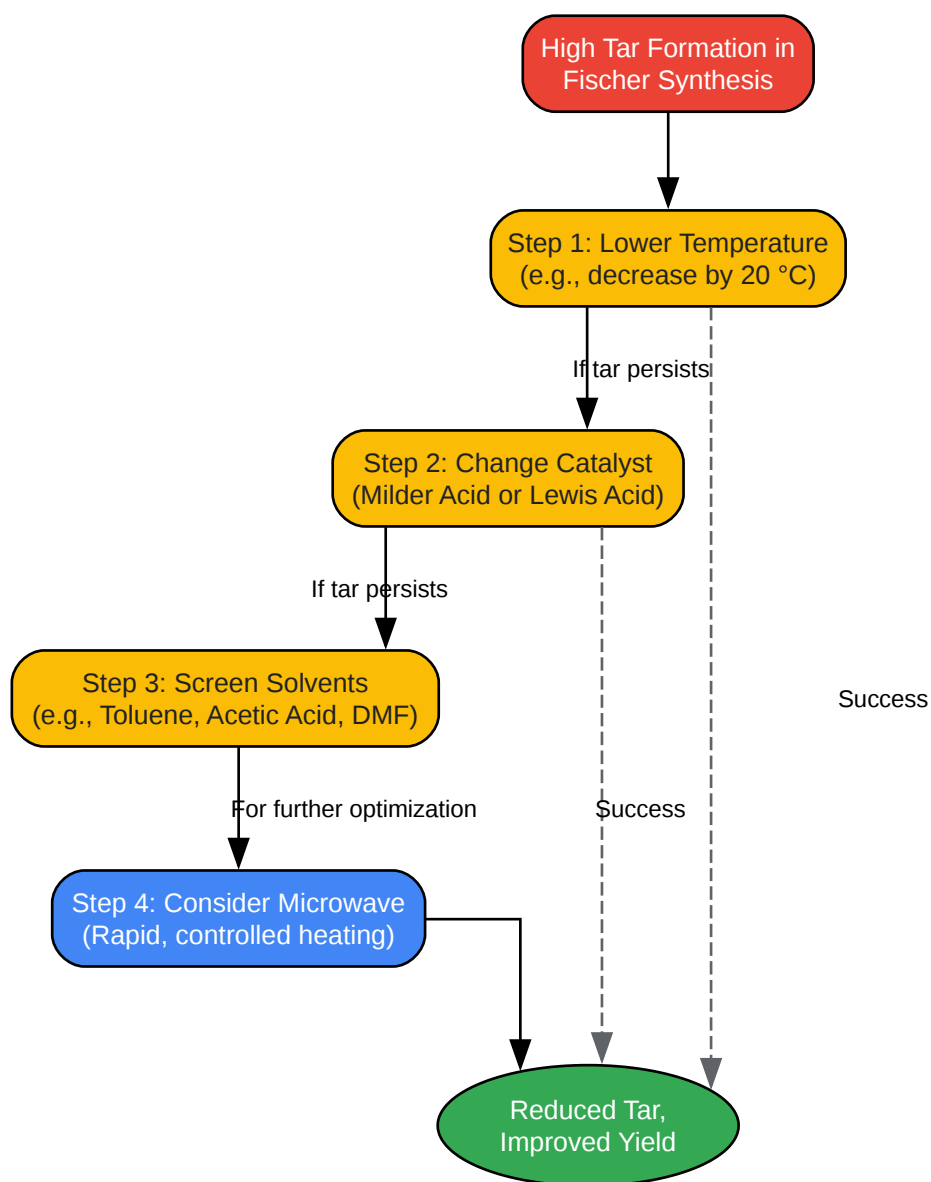 High Tar Formation in
Fischer Synthesis
Step 1: Lower Temperature
(e.g., decrease by 20 °C)
If tar persists
Step 2: Change Catalyst
(Milder Acid or Lewis Acid)
If tar persists
Step 3: Screen Solvents
(e.g., Toluene, Acetic Acid, DMF)
Success
For further optimization
Success
Step 4: Consider Microwave
(Rapid, controlled heating)
Reduced Tar,
Improved Yield